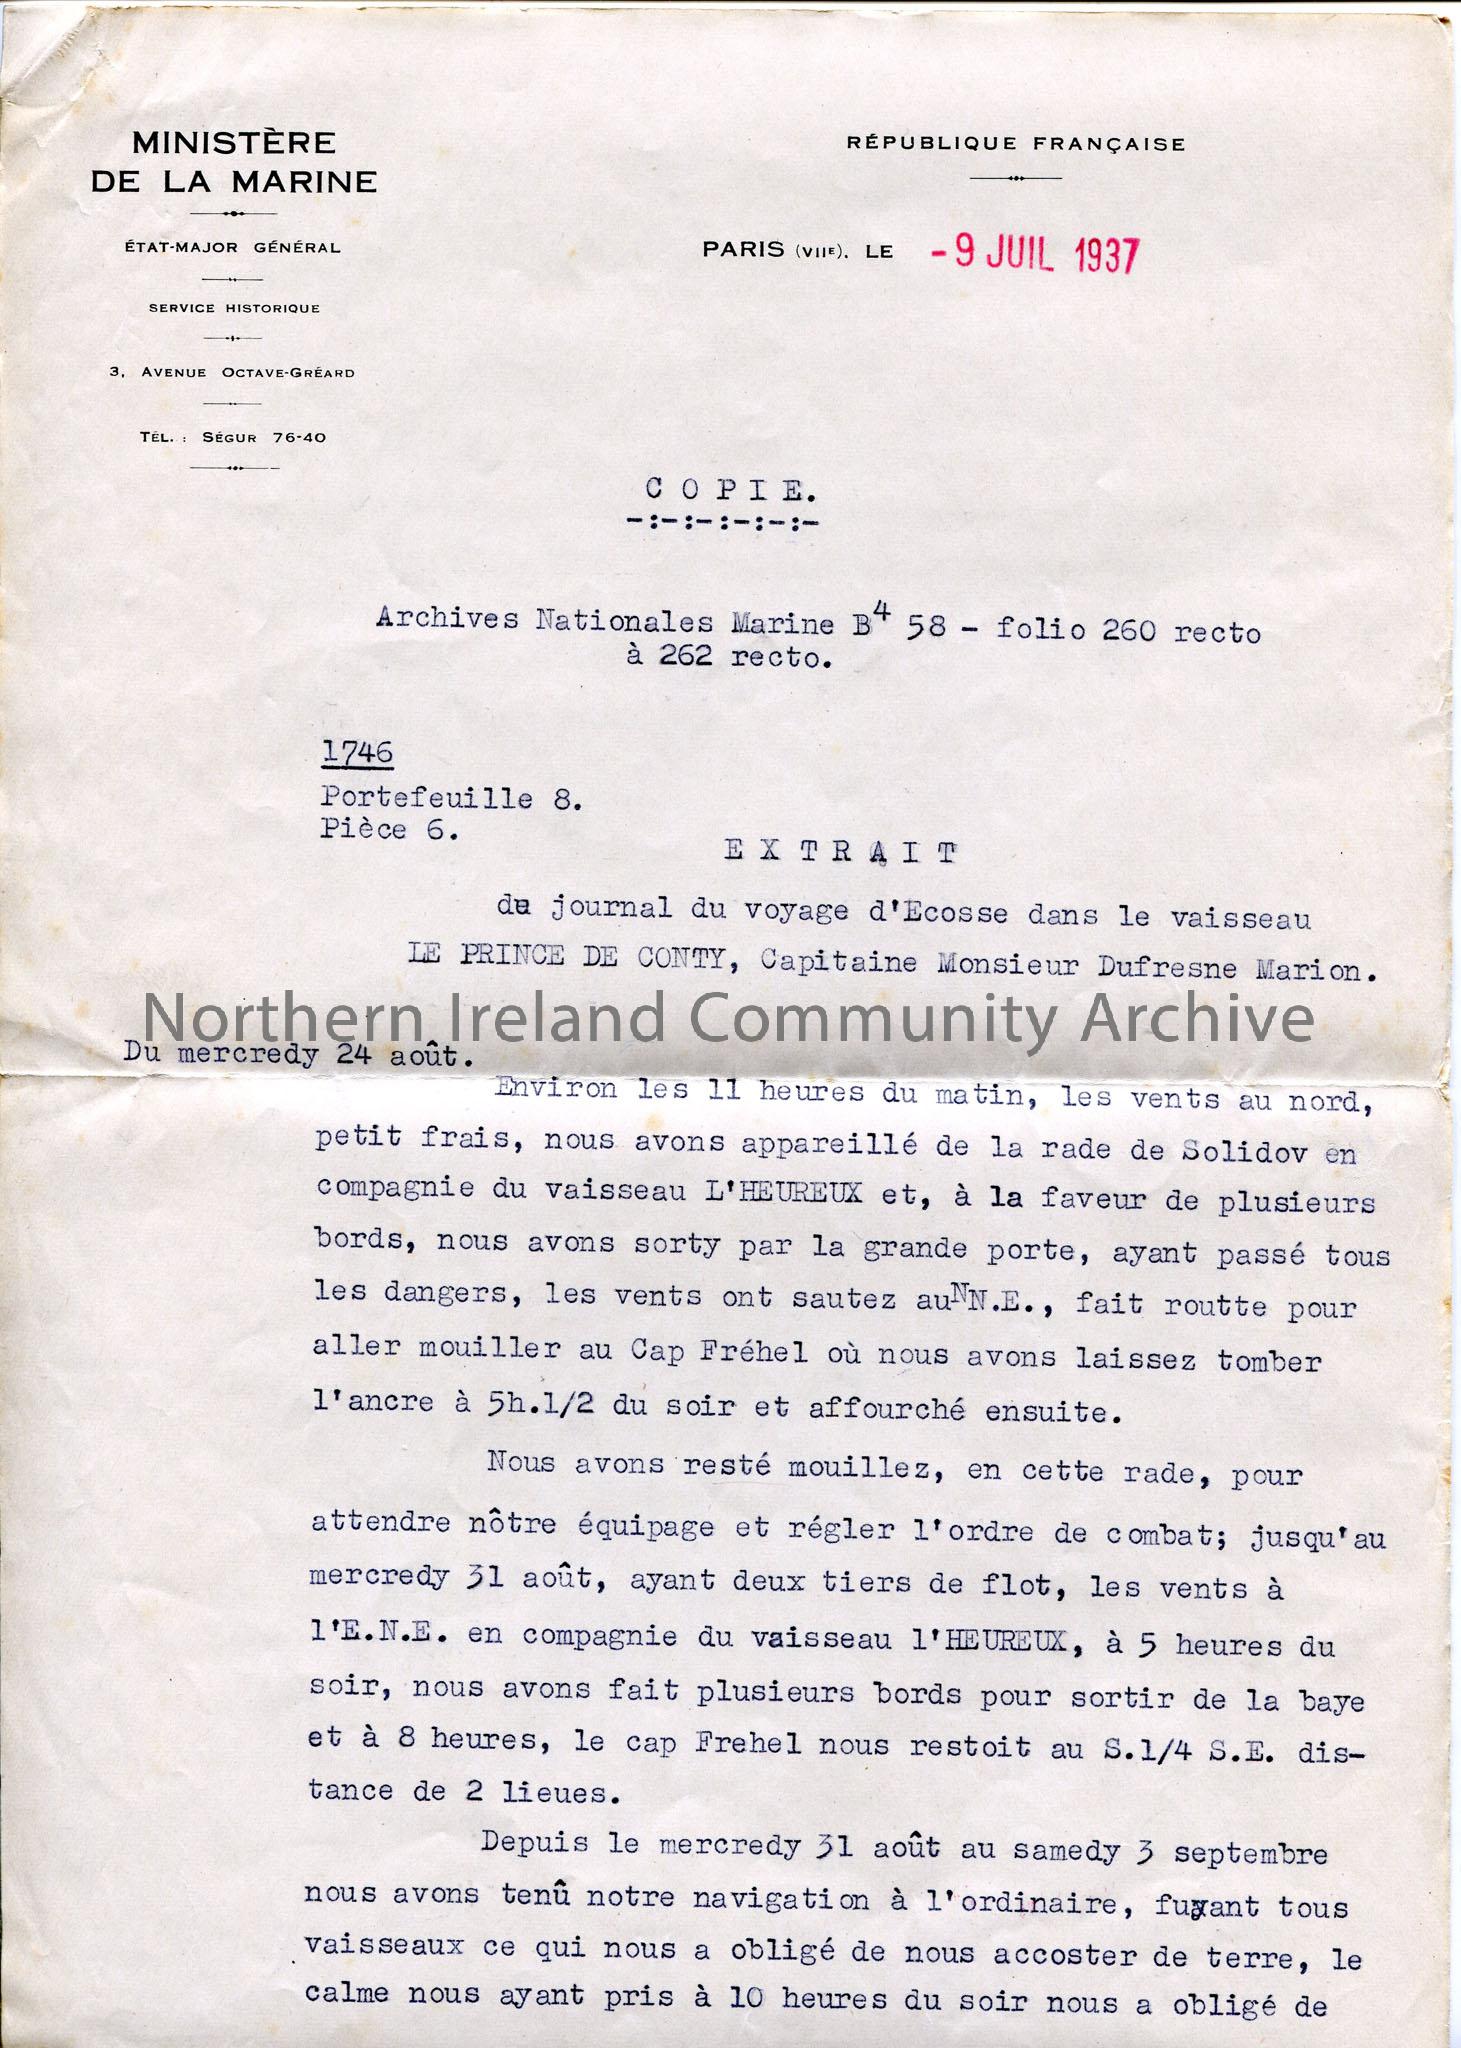 MINISTÈRE
DE LA MARINE
ÉTAT-MAJOR GÉNÉRAL
SERVICE HISTORIQUE
3, AVENUE OCTAVE-GRÉARD
TÉL. : SÉGUR 76-40
RÉPUBLIQUE FRANÇAISE
PARIS (VIIE). LE -9 JUIL 1937
C O P I E.
-:-:-:-:-:-
Archives Nationales Marine B4 58 - folio 260 recto
à 262 recto.
1746
Portefeuille 8.
Pièce 6.
E X T R A I T
du journal du voyage d'Ecosse dans le vaisseau
LE PRINCE DE CONTY, Capitaine Monsieur Dufresne Marion.
Northern Ireland Community Archive
Du mercredy 24 août.
Environ les 11 heures du matin, les vents au nord,
petit frais, nous avons appareillé de la rade de Solidov en
compagnie du vaisseau L'HEUREUX et, à la faveur de plusieurs
bords, nous avons sorty par la grande porte, ayant passé tous
les dangers, les vents ont sautez auNN.E., fait routte pour
aller mouiller au Cap Fréhel où nous avons laissez tomber
l'ancre à 5h.1/2 du soir et affourché ensuite.
Nous avons resté mouillez, en cette rade, pour
attendre nôtre équipage et régler l'ordre de combat; jusqu'au
mercredy 31 août, ayant deux tiers de flot, les vents à
l'E.N.E. en compagnie du vaisseau l'HEUREUX, à 5 heures du
soir, nous avons fait plusieurs bords pour sortir de la baye
et à 8 heures, le cap Frehel nous restoit au S.1/4 S.E. dis-
tance de 2 lieues.
Depuis le mercredy 31 août au samedy 3 septembre
nous avons tenû notre navigation à l'ordinaire, fuyant tous
vaisseaux ce qui nous a obligé de nous accoster de terre, le
calme nous ayant pris à 10 heures du soir nous a obligé de